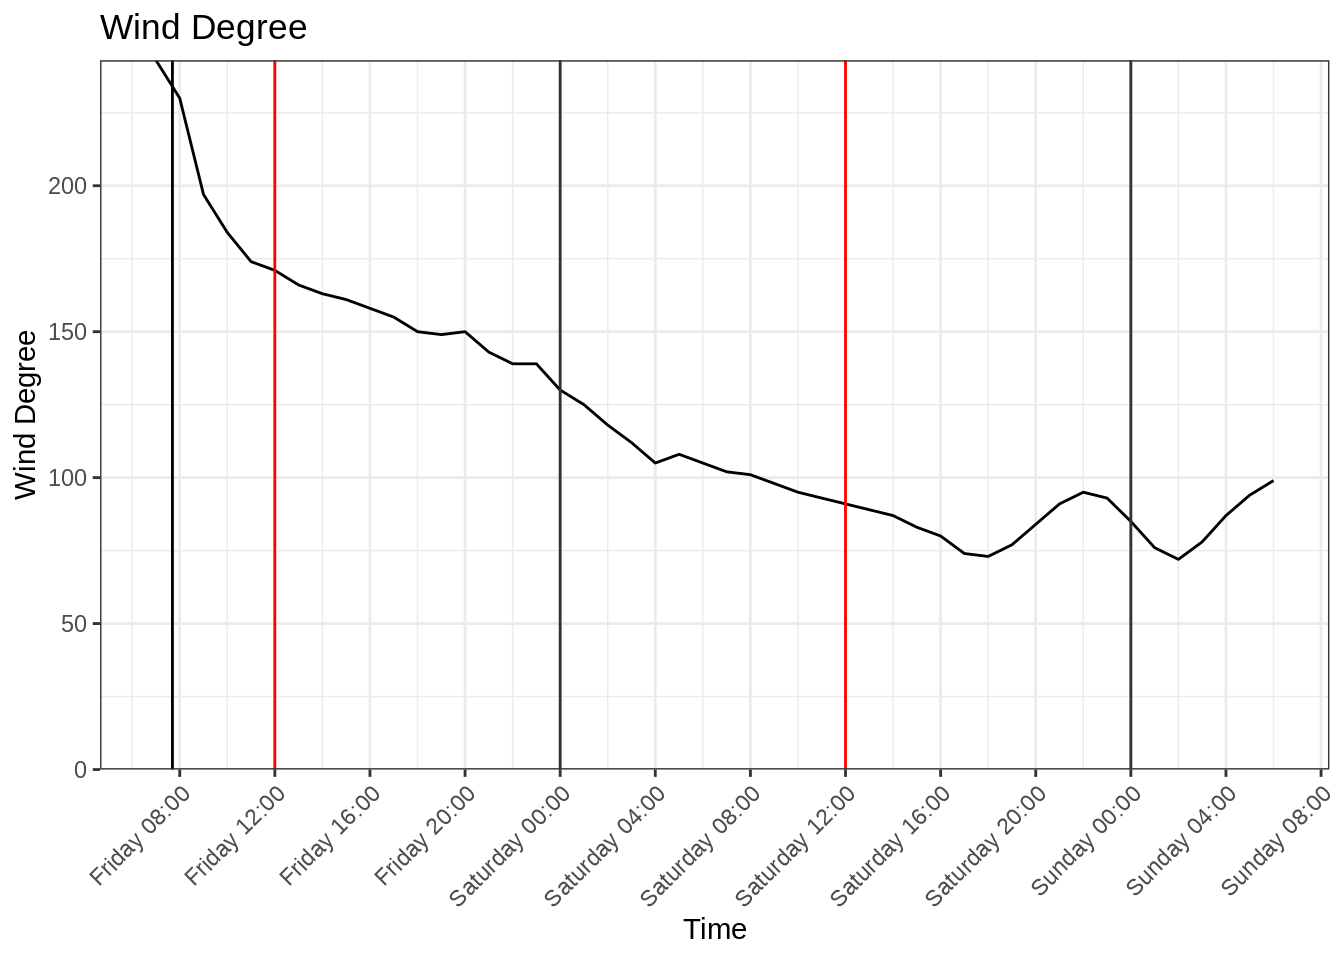 Wind Degree
Wind Degree
200
150
100
50
0
Friday 08:00
Friday 12:00
Friday 16:00
Friday 20:00
Saturday 00:00
Saturday 04:00
Saturday 08:00
Saturday 12:00
Saturday 16:00
Saturday 20:00
Sunday 00:00
Sunday 04:00
Sunday 08:00
Time